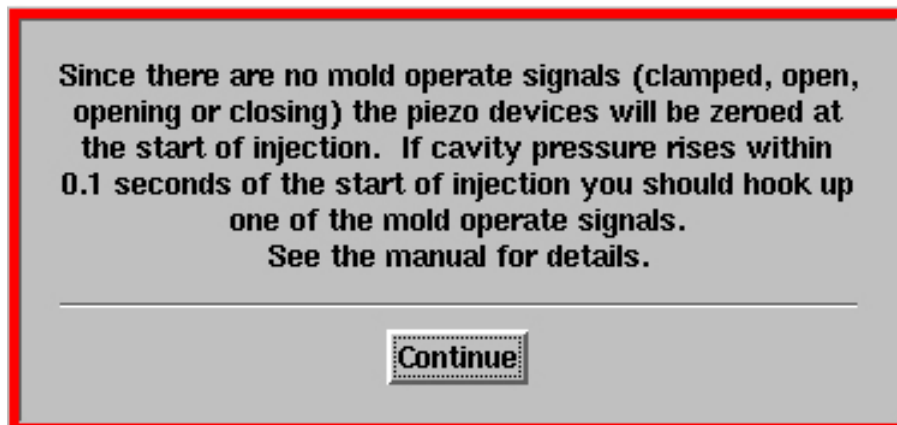 Since there are no mold operate signals (clamped, open,
opening or closing) the piezo devices will be zeroed at
the start of injection.  If cavity pressure rises within
0.1 seconds of the start of injection you should hook up
one of the mold operate signals.
See the manual for details.
Continue